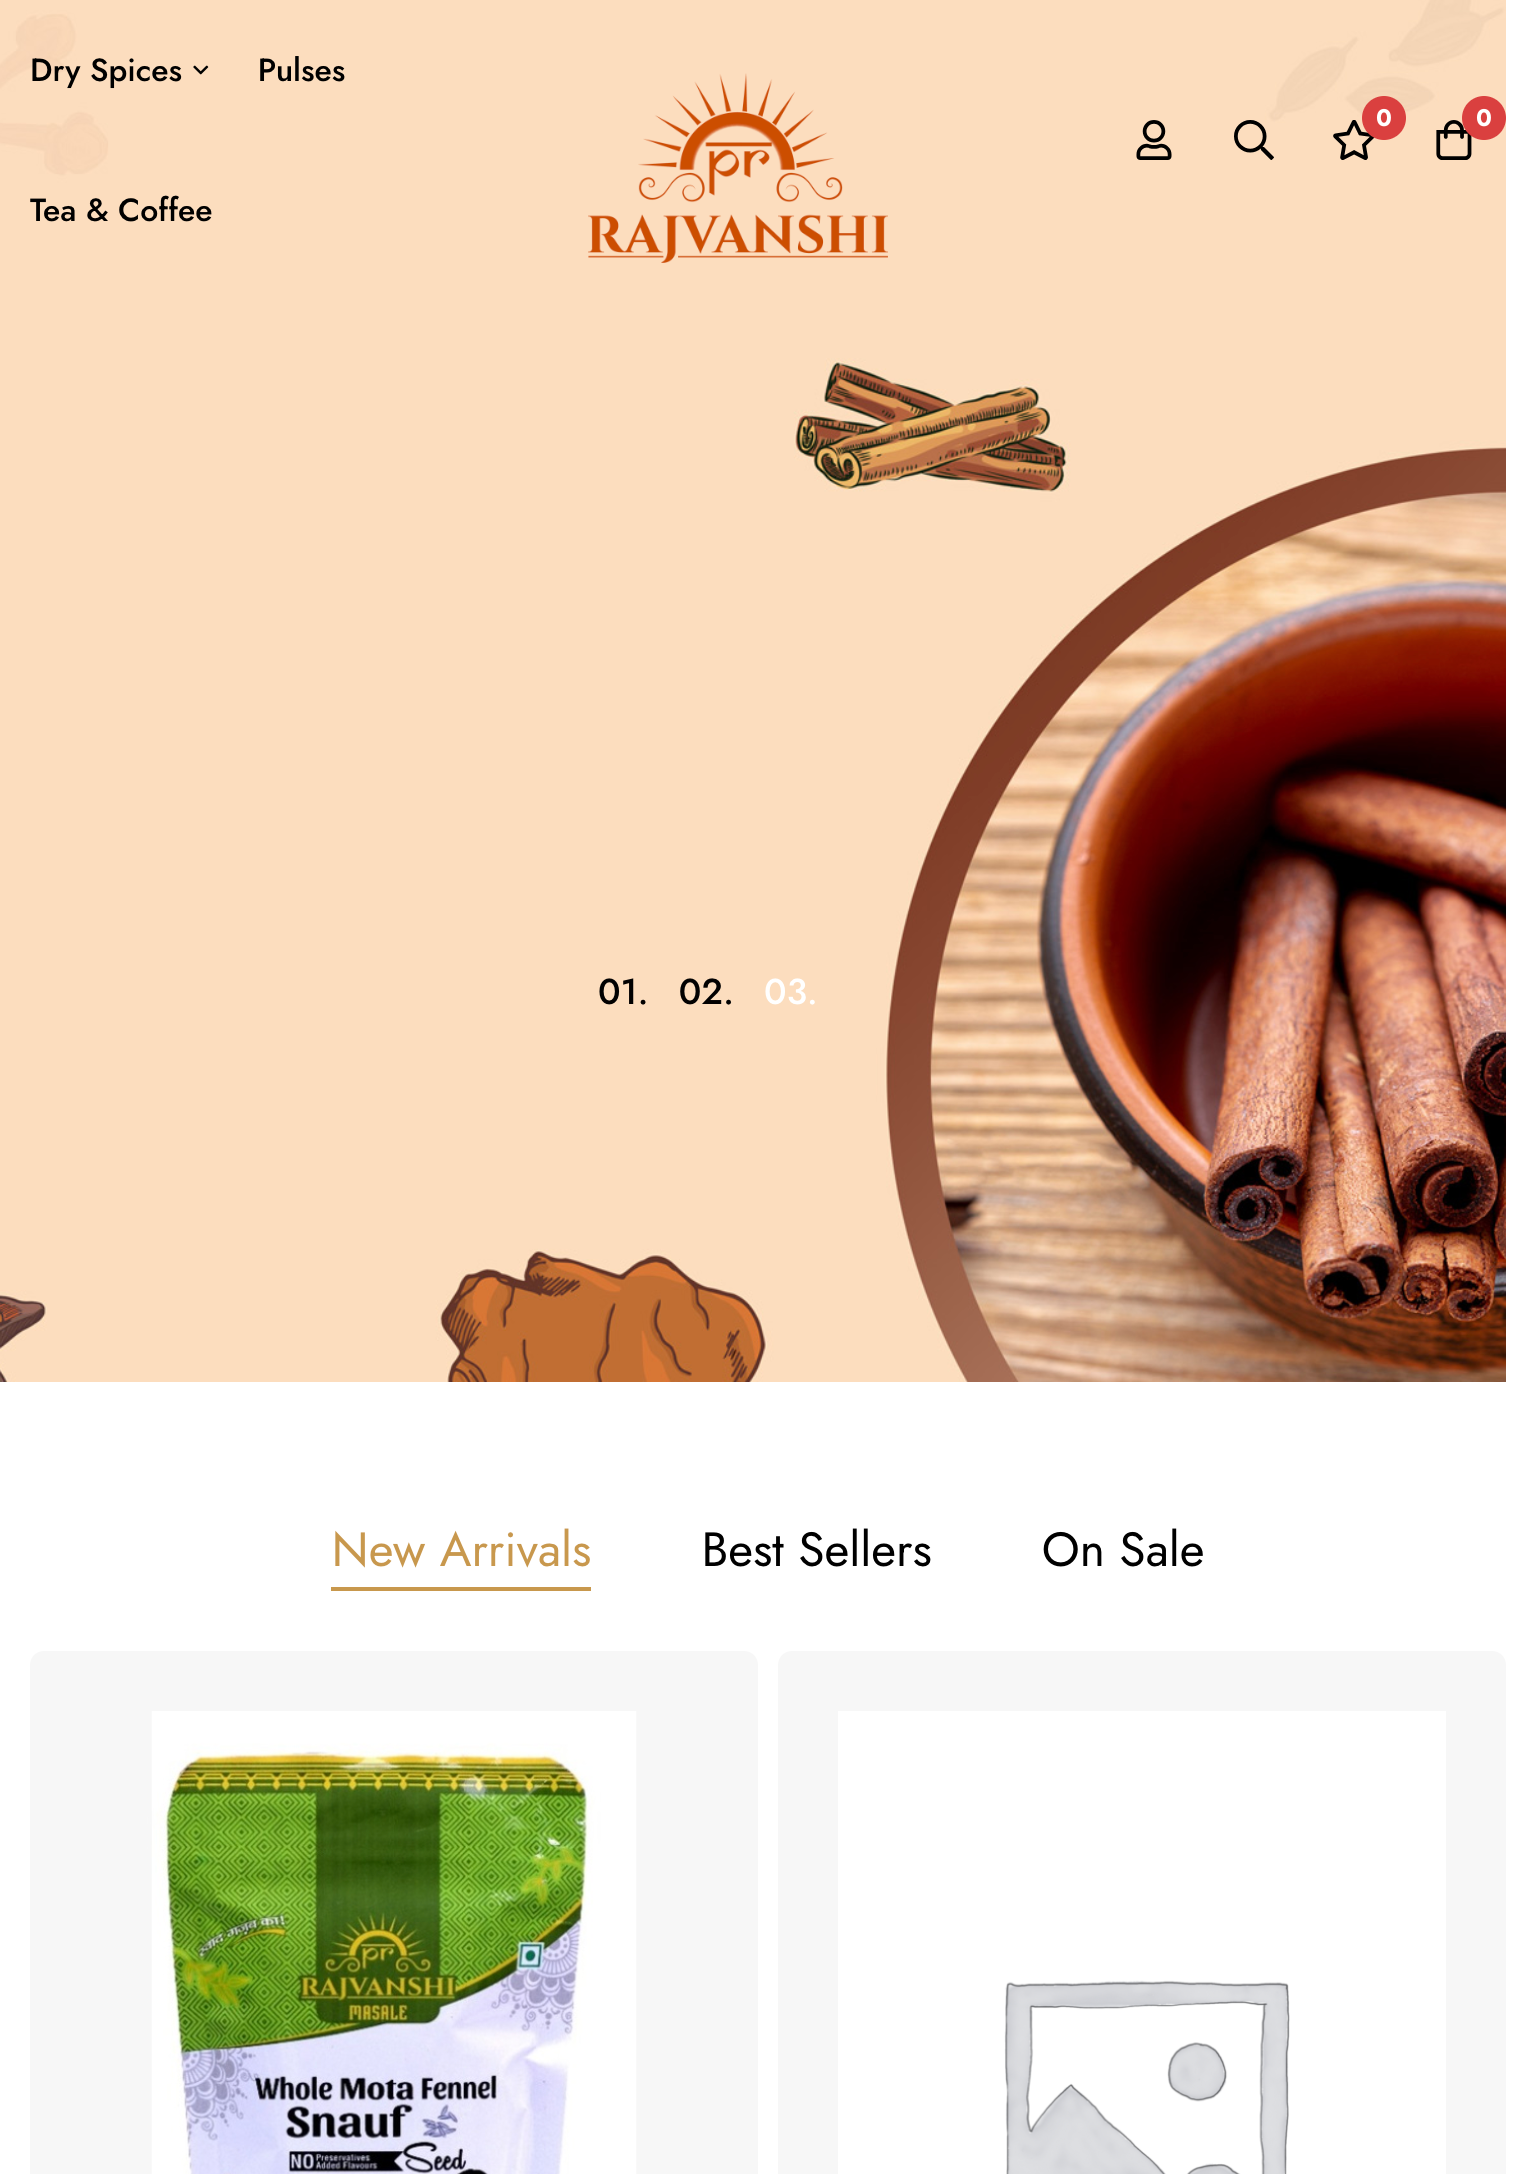 Dry Spices Pulses
Tea & Coffee
pr
RAJVANSHI
0
0
01. 02. 03.
New Arrivals Best Sellers On Sale
स्वाद गजब का!
pr
RAJVANSHI
MASALE
Whole Mota Fennel
Snauf
NO Preservatives
Added Flavours
Seed